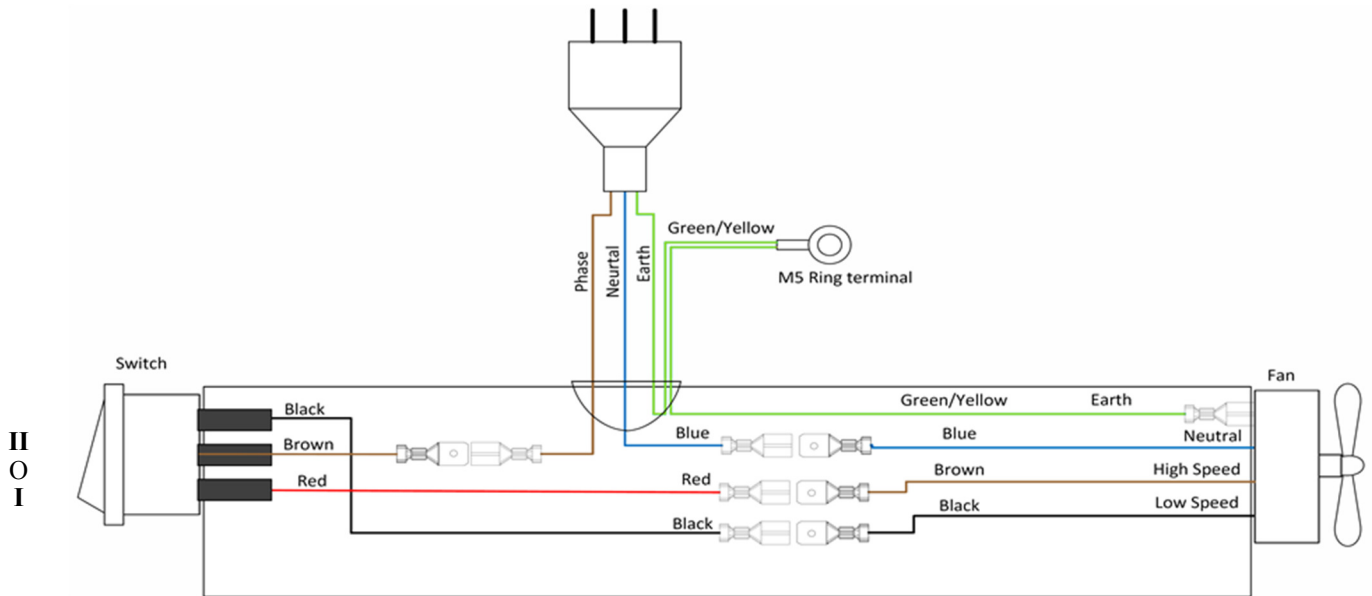 Green/Yellow
Phase
Neurtal
Earth
M5 Ring terminal
Switch
Fan
II
O
I
Black
Brown
Red
Green/Yellow Earth
Blue Blue Neutral
Red Brown High Speed
Black Black Low Speed